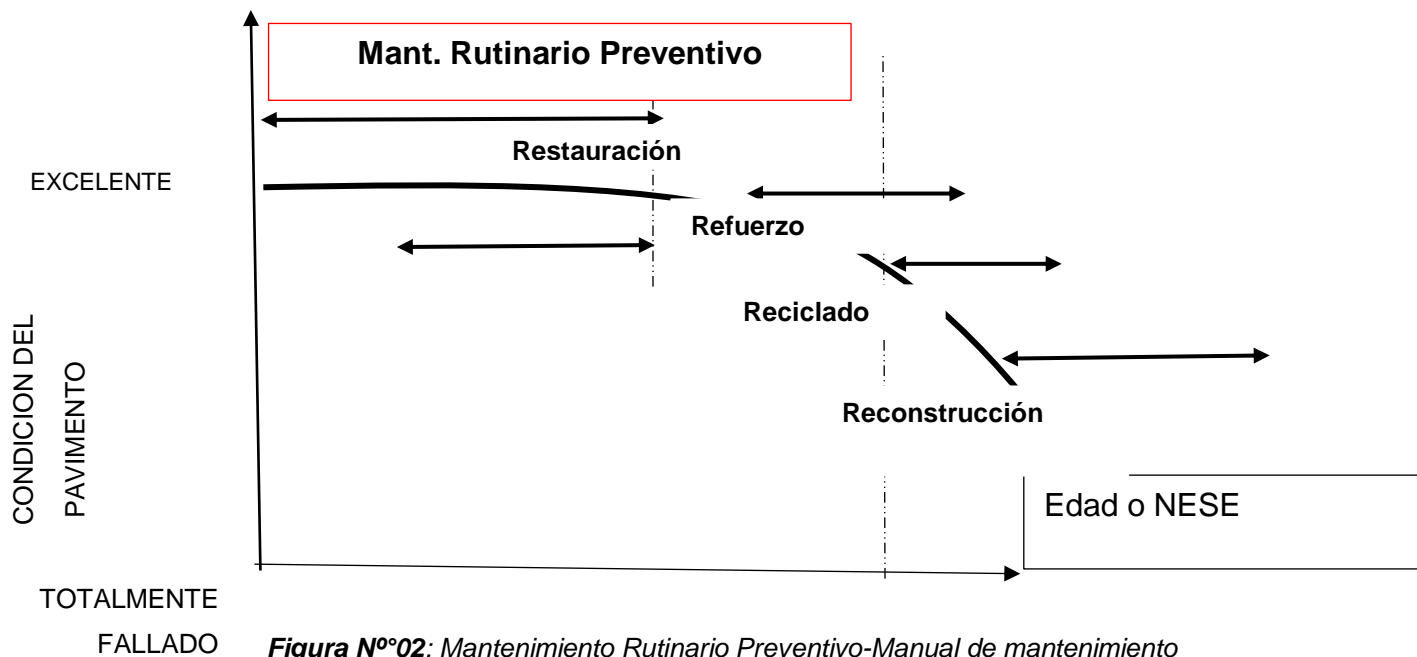 Mant. Rutinario Preventivo
Restauración
EXCELENTE
Refuerzo
Reciclado
CONDICION DEL
PAVIMENTO
Reconstrucción
Edad o NESE
TOTALMENTE
FALLADO
Figura Nº°02: Mantenimiento Rutinario Preventivo-Manual de mantenimiento